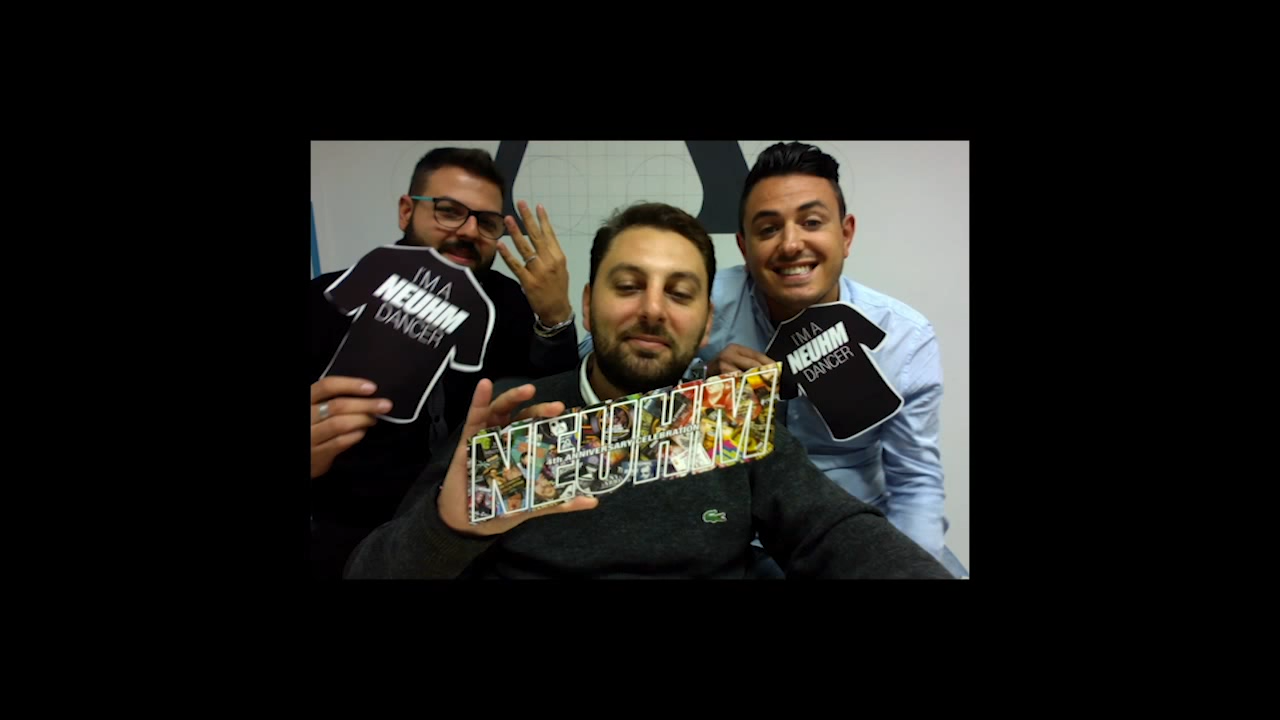 I'M A
NEUHM
DANCER
I'M A
NEUHM
DANCER
NEUHM
4th ANNIVERSARY CELEBRATION